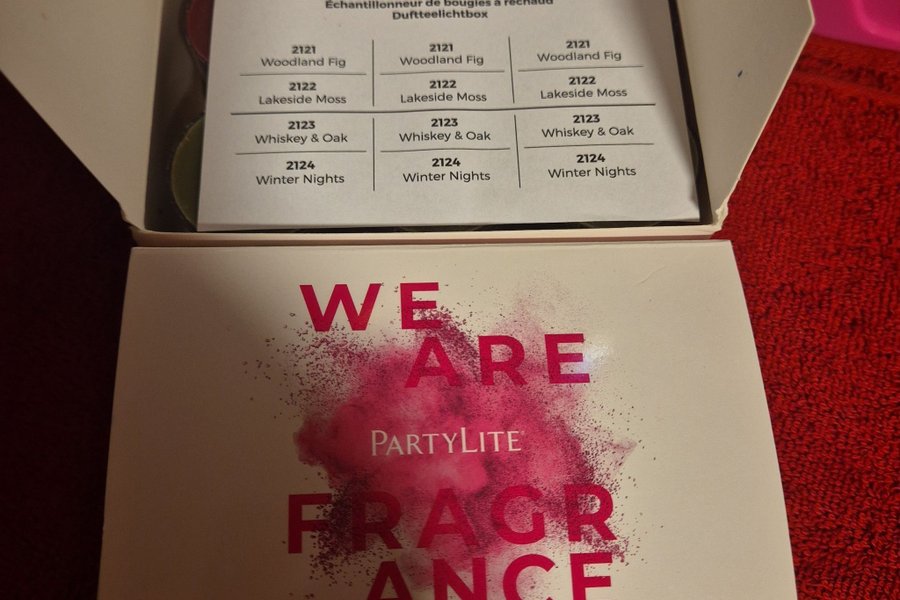 Échantillonneur de bougies à réchaud
Duftteelichtbox
2121 2121 2121
Woodland Fig Woodland Fig Woodland Fig
2122 2122 2122
Lakeside Moss Lakeside Moss Lakeside Moss
2123 2123 2123
Whiskey & Oak Whiskey & Oak Whiskey & Oak
2124 2124 2124
Winter Nights Winter Nights Winter Nights
WE
ARE
PARTYLITE®
FRAGR
ANCE